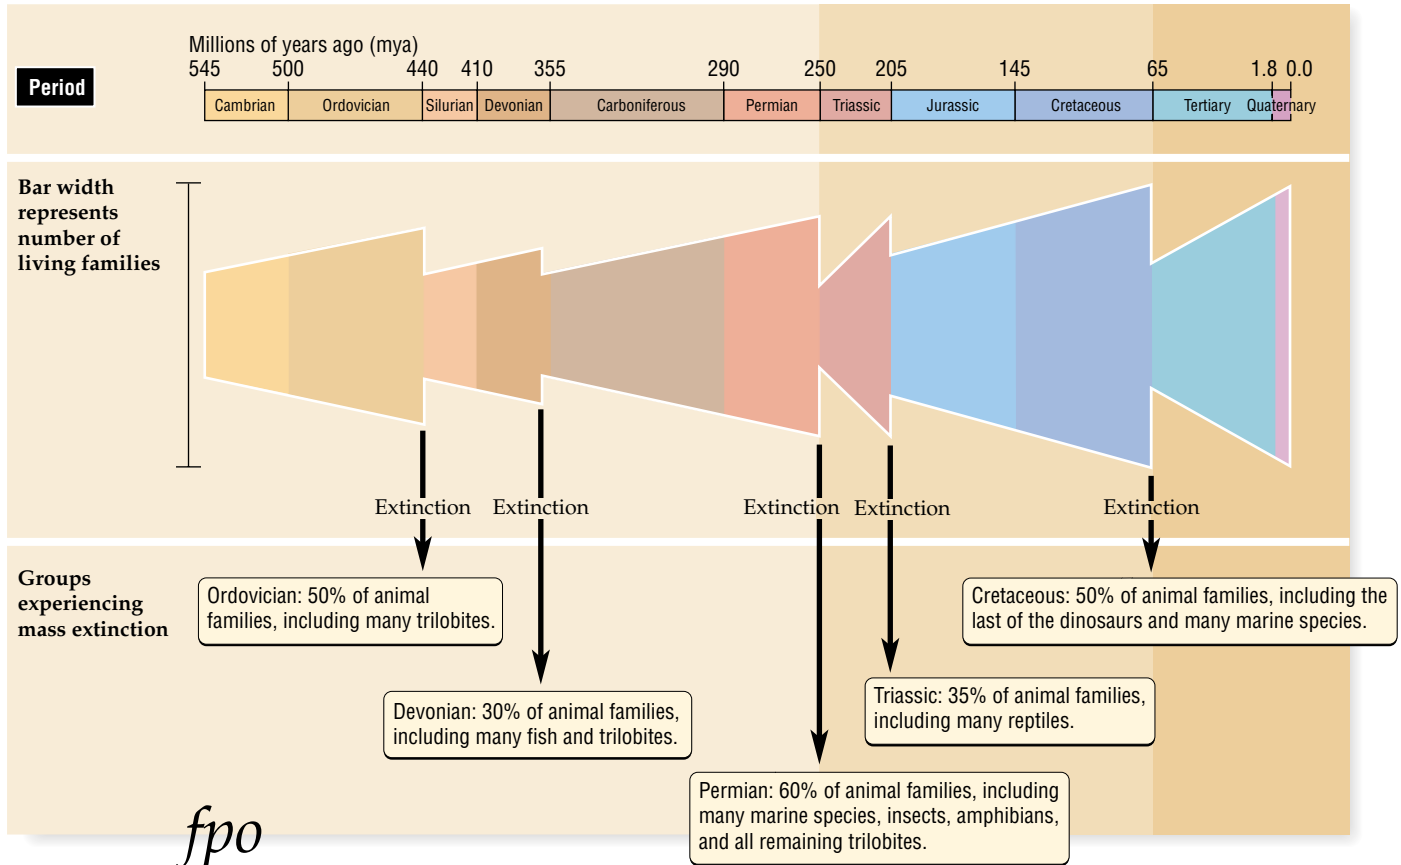 Millions of years ago (mya)
545 500 440 410 355 290 250 205 145 65 1.8 0.0
Period
Cambrian Ordovician Silurian Devonian Carboniferous Permian Triassic Jurassic Cretaceous Tertiary Quaternary
Bar width
represents
number of
living families
Extinction Extinction Extinction Extinction Extinction
Groups
experiencing
mass extinction
Ordovician: 50% of animal
families, including many trilobites.
Cretaceous: 50% of animal families, including the
last of the dinosaurs and many marine species.
Devonian: 30% of animal families,
including many fish and trilobites.
Triassic: 35% of animal families,
including many reptiles.
Permian: 60% of animal families, including
many marine species, insects, amphibians,
and all remaining trilobites.
fpo